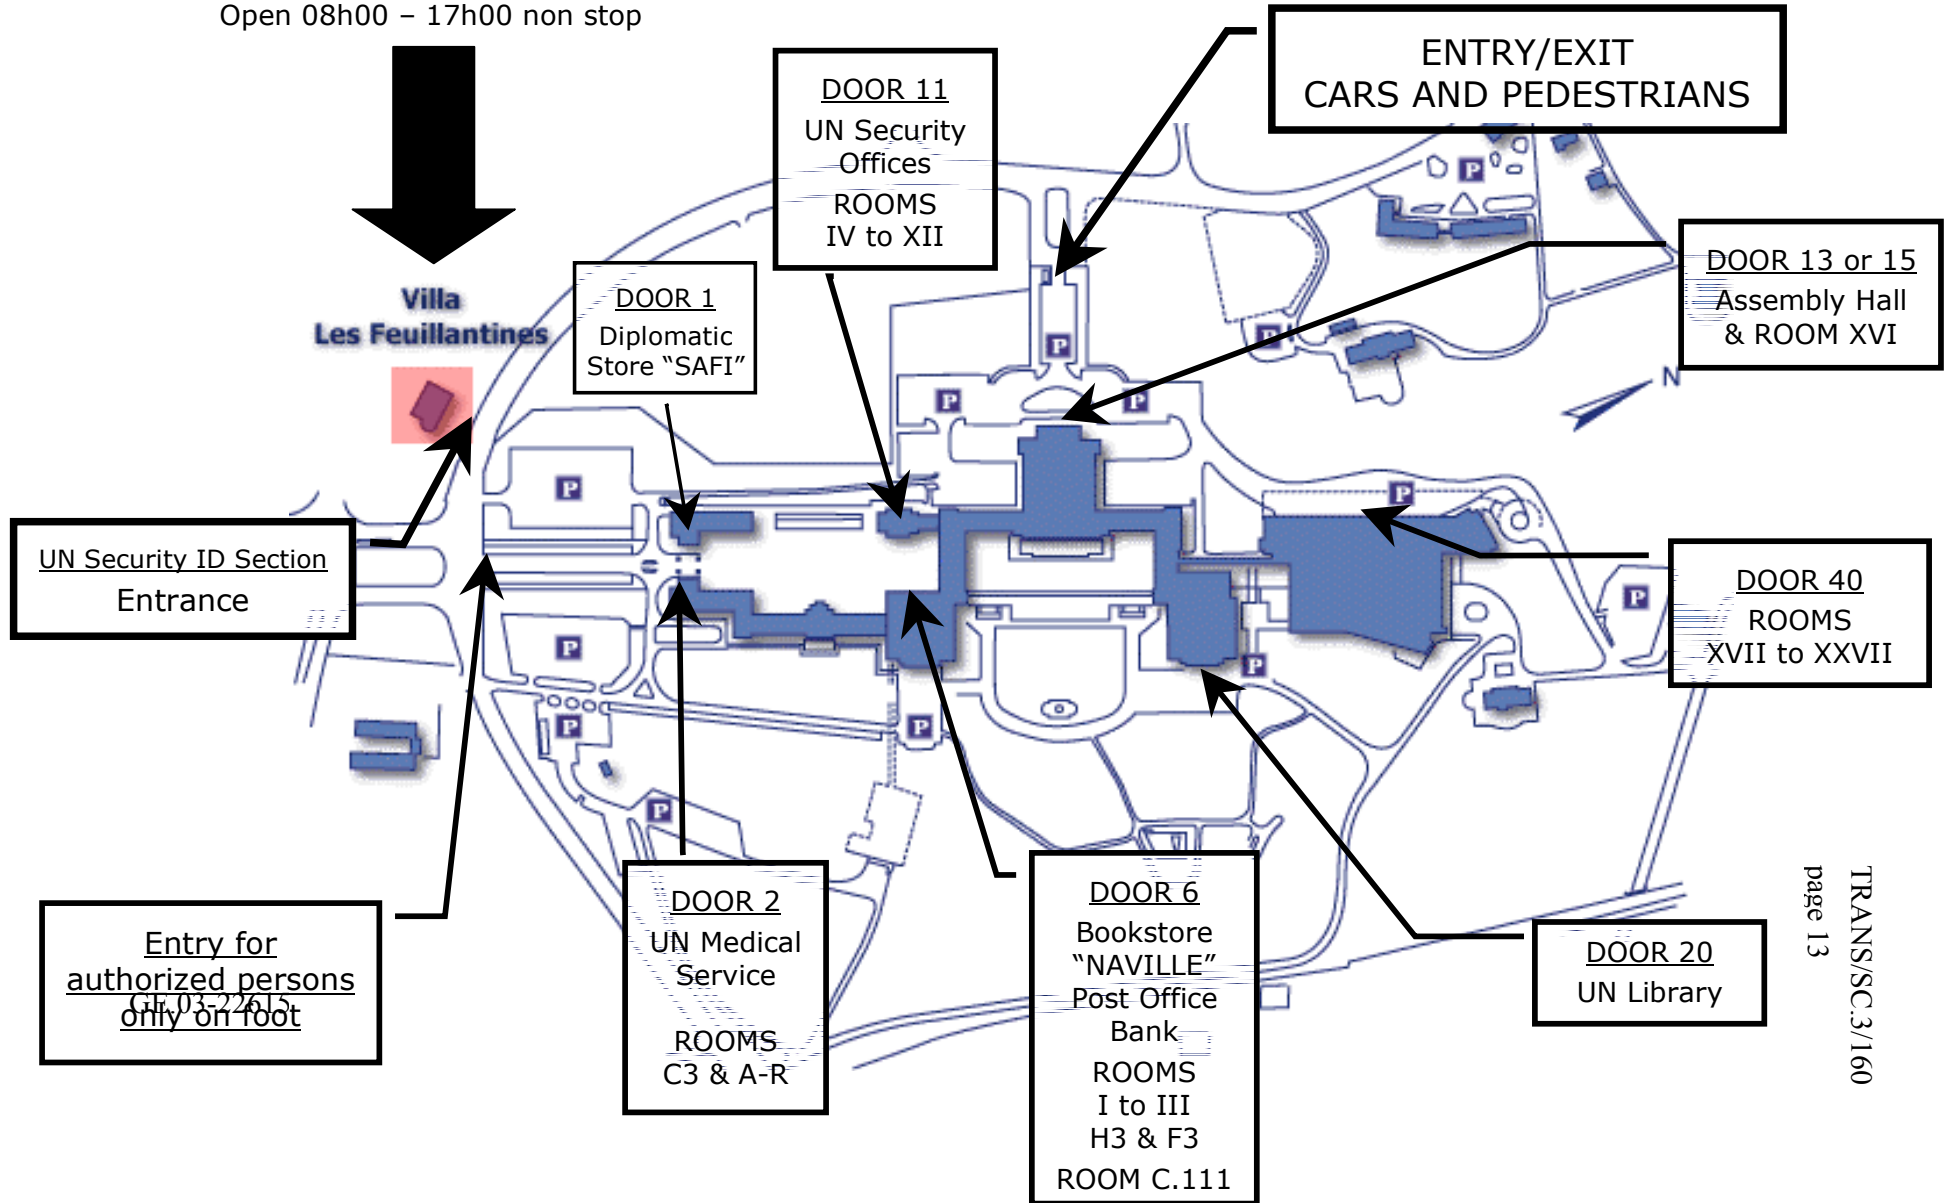 Open 08h00 – 17h00 non stop
ENTRY/EXIT
CARS AND PEDESTRIANS
DOOR 11
UN Security
Offices
ROOMS
IV to XII
DOOR 13 or 15
Assembly Hall
& ROOM XVI
Villa
Les Feuillantines
DOOR 1
Diplomatic
Store “SAFI”
N
P
P
P
P
P
P
P
P
P
P
P
P
P
P
UN Security ID Section
Entrance
DOOR 40
ROOMS
XVII to XXVII
Entry for
authorized persons
only on foot
GE.03-22615
DOOR 2
UN Medical
Service
ROOMS
C3 & A-R
DOOR 6
Bookstore
“NAVILLE”
Post Office
Bank
ROOMS
I to III
H3 & F3
ROOM C.111
DOOR 20
UN Library
TRANS/SC.3/160
page 13